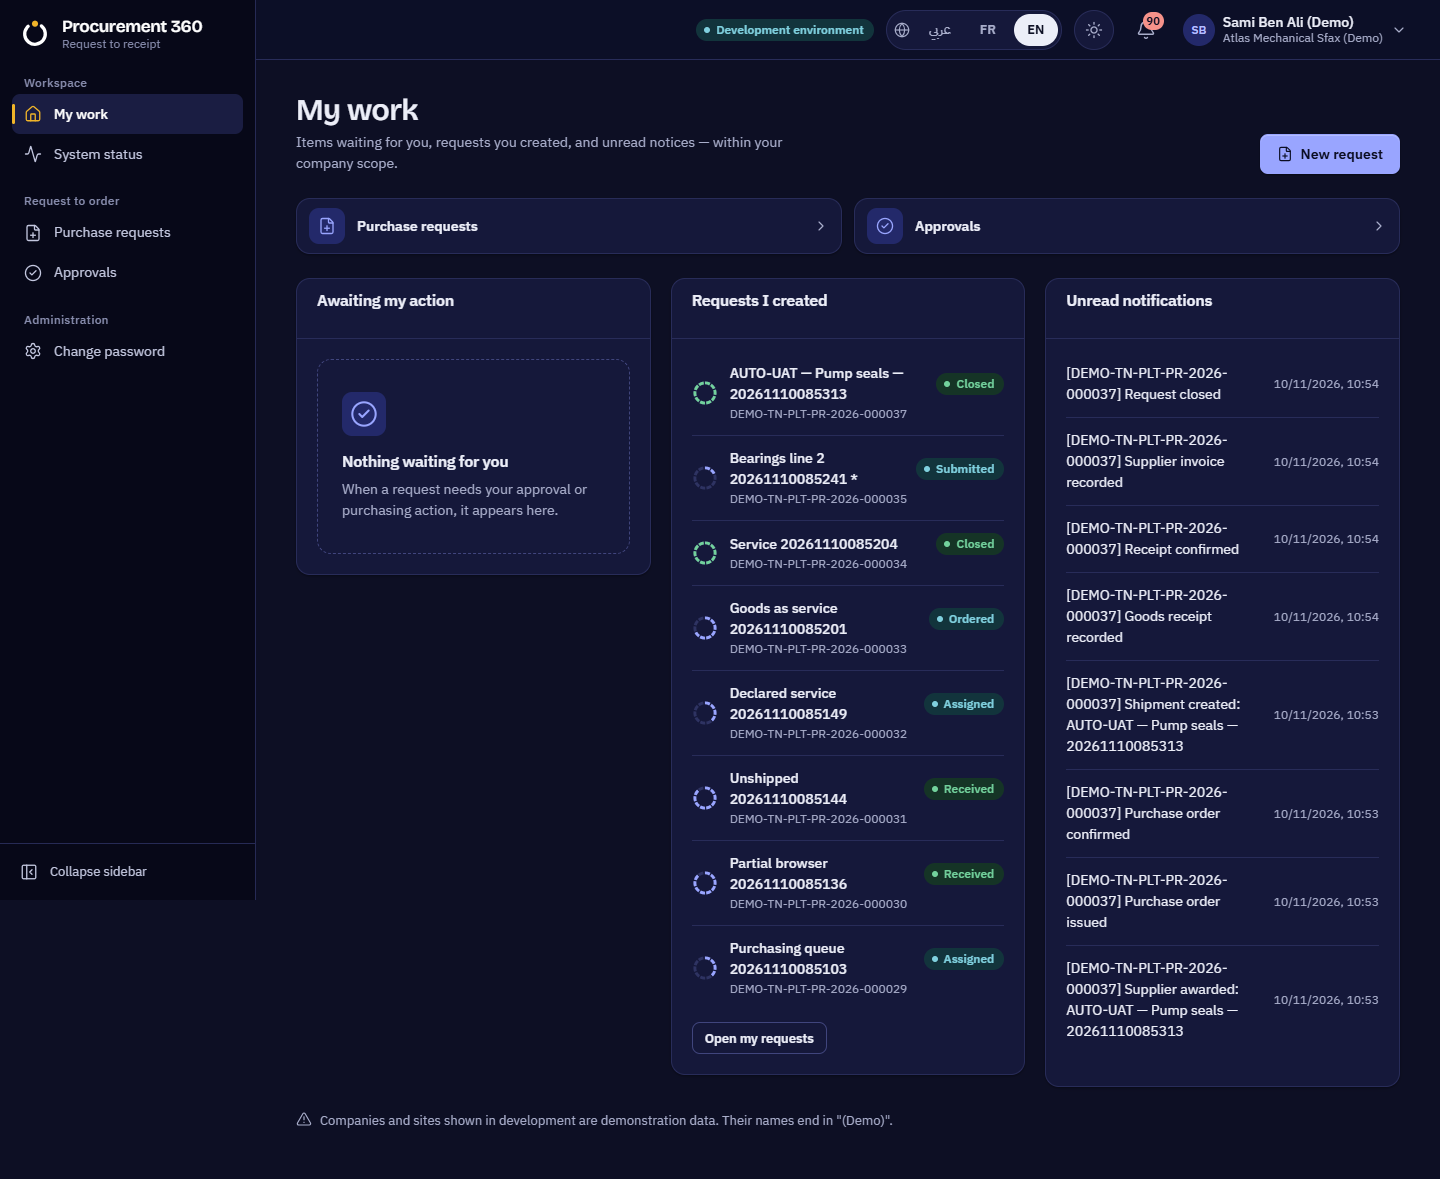 Procurement 360
Request to receipt
Workspace
My work
System status
Request to order
Purchase requests
Approvals
Administration
Change password
Collapse sidebar
Development environment
عربي
FR
EN
90
SB
Sami Ben Ali (Demo)
Atlas Mechanical Sfax (Demo)
My work
Items waiting for you, requests you created, and unread notices — within your
company scope.
New request
Purchase requests
Approvals
Awaiting my action
Nothing waiting for you
When a request needs your approval or
purchasing action, it appears here.
Requests I created
AUTO-UAT — Pump seals —
20261110085313
DEMO-TN-PLT-PR-2026-000037
Closed
Bearings line 2
20261110085241 *
DEMO-TN-PLT-PR-2026-000035
Submitted
Service 20261110085204
DEMO-TN-PLT-PR-2026-000034
Closed
Goods as service
20261110085201
DEMO-TN-PLT-PR-2026-000033
Ordered
Declared service
20261110085149
DEMO-TN-PLT-PR-2026-000032
Assigned
Unshipped
20261110085144
DEMO-TN-PLT-PR-2026-000031
Received
Partial browser
20261110085136
DEMO-TN-PLT-PR-2026-000030
Received
Purchasing queue
20261110085103
DEMO-TN-PLT-PR-2026-000029
Assigned
Open my requests
Unread notifications
[DEMO-TN-PLT-PR-2026-
000037] Request closed
10/11/2026, 10:54
[DEMO-TN-PLT-PR-2026-
000037] Supplier invoice
recorded
10/11/2026, 10:54
[DEMO-TN-PLT-PR-2026-
000037] Receipt confirmed
10/11/2026, 10:54
[DEMO-TN-PLT-PR-2026-
000037] Goods receipt
recorded
10/11/2026, 10:54
[DEMO-TN-PLT-PR-2026-
000037] Shipment created:
AUTO-UAT — Pump seals —
20261110085313
10/11/2026, 10:53
[DEMO-TN-PLT-PR-2026-
000037] Purchase order
confirmed
10/11/2026, 10:53
[DEMO-TN-PLT-PR-2026-
000037] Purchase order
issued
10/11/2026, 10:53
[DEMO-TN-PLT-PR-2026-
000037] Supplier awarded:
AUTO-UAT — Pump seals —
20261110085313
10/11/2026, 10:53
Companies and sites shown in development are demonstration data. Their names end in "(Demo)".